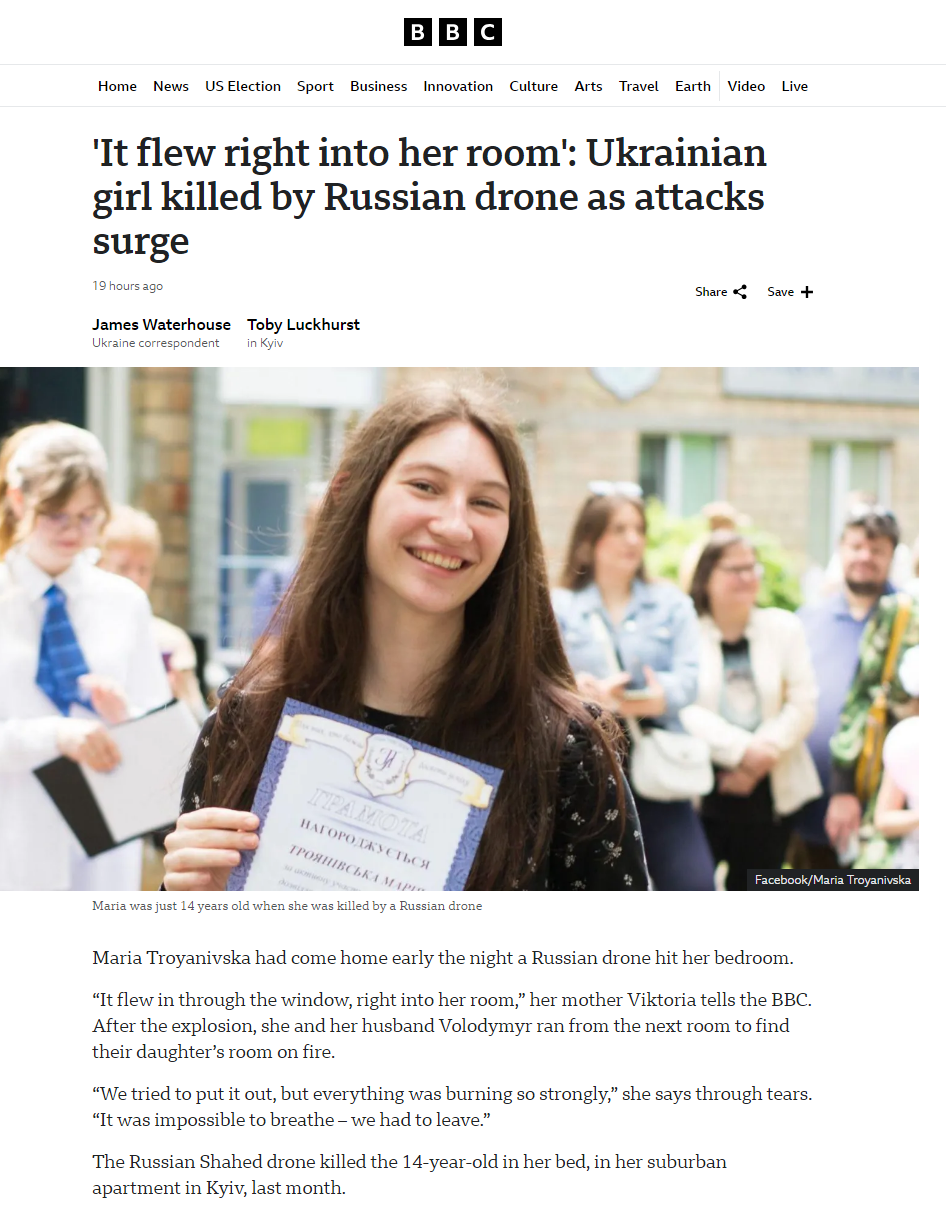 BBC
Home News US Election Sport Business Innovation Culture Arts Travel Earth Video Live
'It flew right into her room': Ukrainian
girl killed by Russian drone as attacks
surge
19 hours ago
Share Save
James Waterhouse Toby Luckhurst
Ukraine correspondent in Kyiv
ГРАМОТА
НАГОРОДЖУЄТЬСЯ
ТРОЯНІВСЬКА МАРІЯ
Facebook/Maria Troyanivska
Maria was just 14 years old when she was killed by a Russian drone
Maria Troyanivska had come home early the night a Russian drone hit her bedroom.
“It flew in through the window, right into her room,” her mother Viktoria tells the BBC.
After the explosion, she and her husband Volodymyr ran from the next room to find
their daughter’s room on fire.
“We tried to put it out, but everything was burning so strongly,” she says through tears.
“It was impossible to breathe – we had to leave.”
The Russian Shahed drone killed the 14-year-old in her bed, in her suburban
apartment in Kyiv, last month.